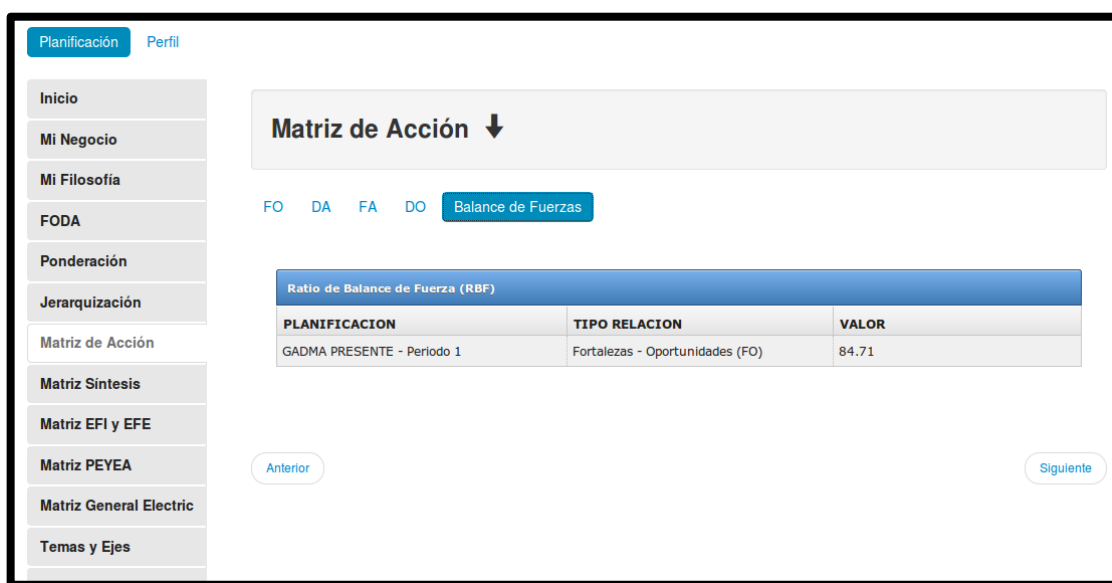 Planificación Perfil
Inicio
Mi Negocio
Mi Filosofía
FODA
Ponderación
Jerarquización
Matriz de Acción
Matriz Síntesis
Matriz EFI y EFE
Matriz PEYEA
Matriz General Electric
Temas y Ejes
Matriz de Acción
FO DA FA DO Balance de Fuerzas
Ratio de Balance de Fuerza (RBF)
PLANIFICACION TIPO RELACION VALOR
GADMA PRESENTE - Periodo 1 Fortalezas - Oportunidades (FO) 84.71
Anterior Siguiente